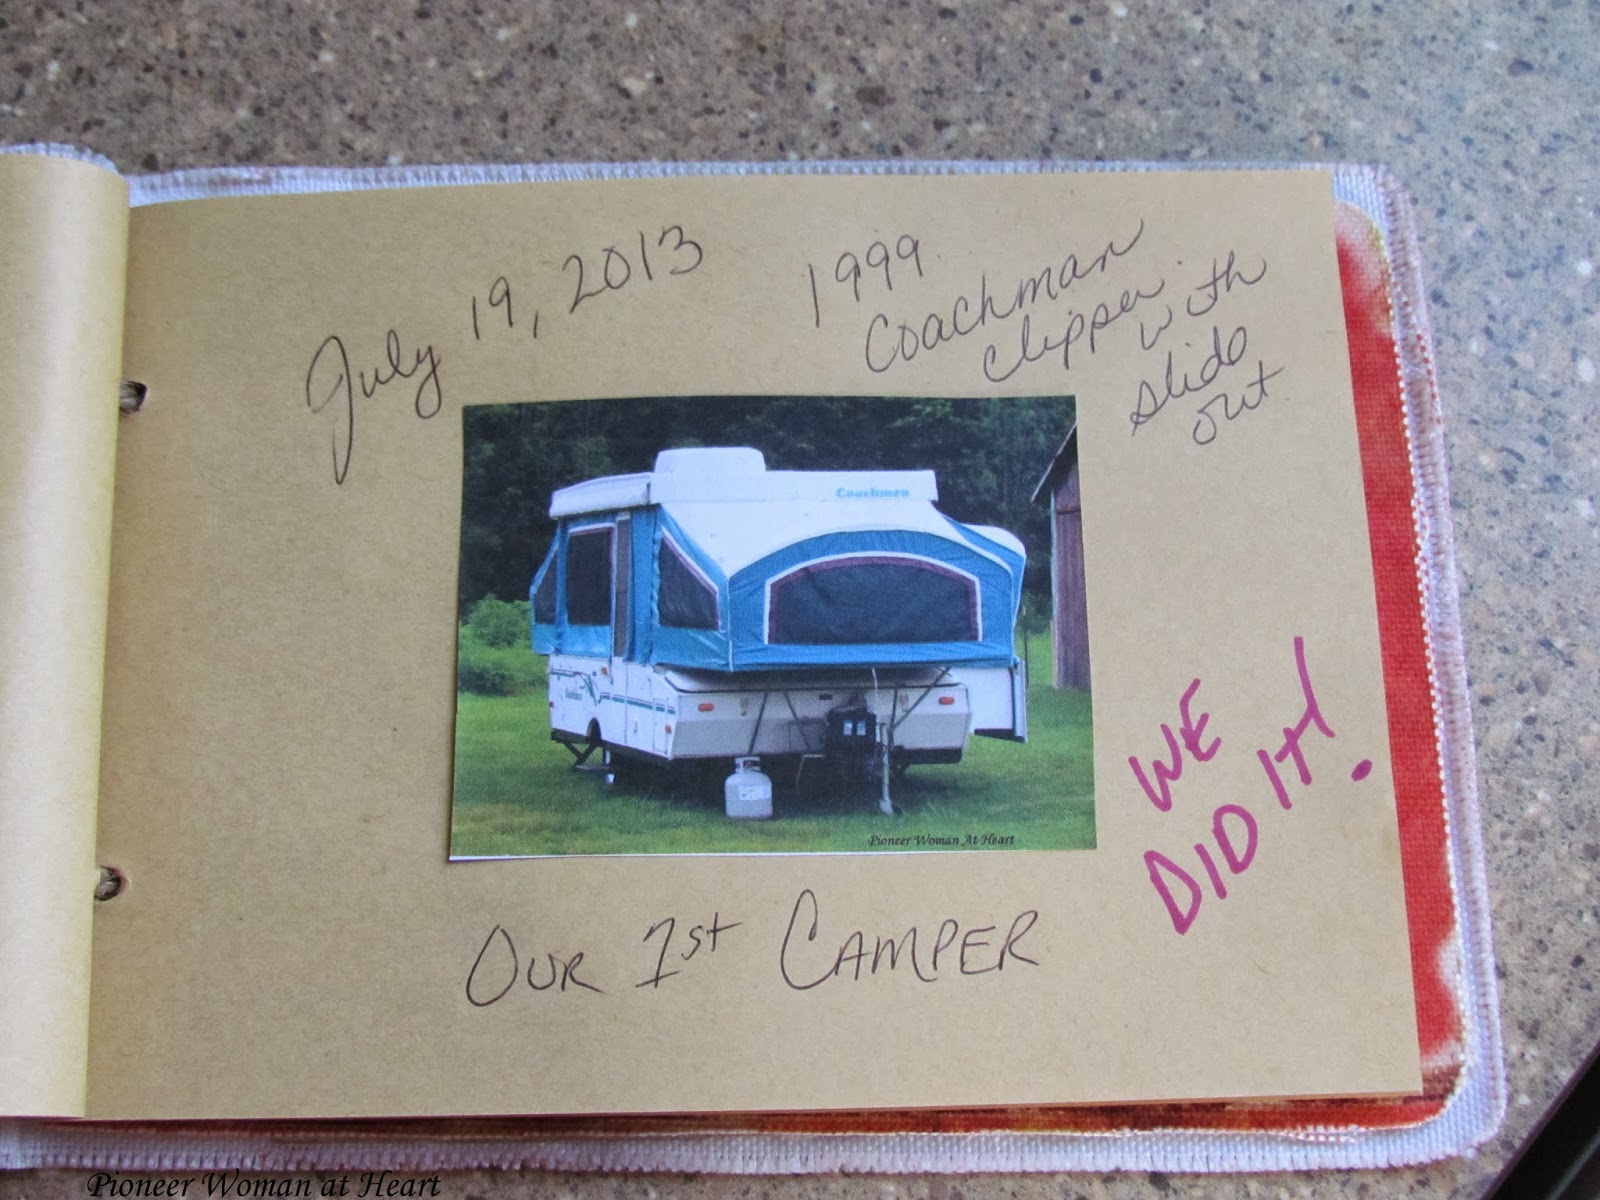 July 19, 2013
1999
Coachman
Clipper
with
slide
out
Coachmen
Pioneer Woman At Heart
WE
DID IT!
OUR 1st CAMPER
Pioneer Woman at Heart